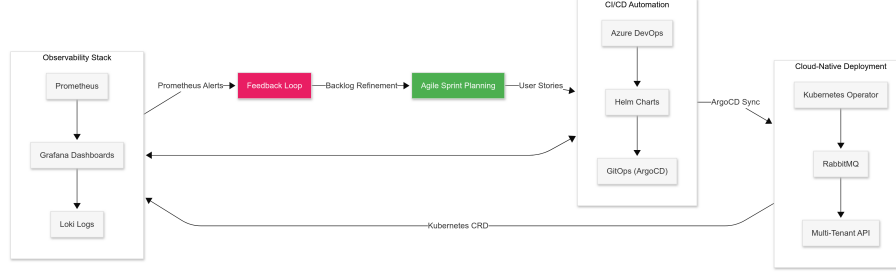 Observability Stack
Prometheus
Grafana Dashboards
Loki Logs
Prometheus Alerts
Feedback Loop
Backlog Refinement
Agile Sprint Planning
User Stories
CI/CD Automation
Azure DevOps
Helm Charts
GitOps (ArgoCD)
ArgoCD Sync
Cloud-Native Deployment
Kubernetes Operator
RabbitMQ
Multi-Tenant API
Kubernetes CRD